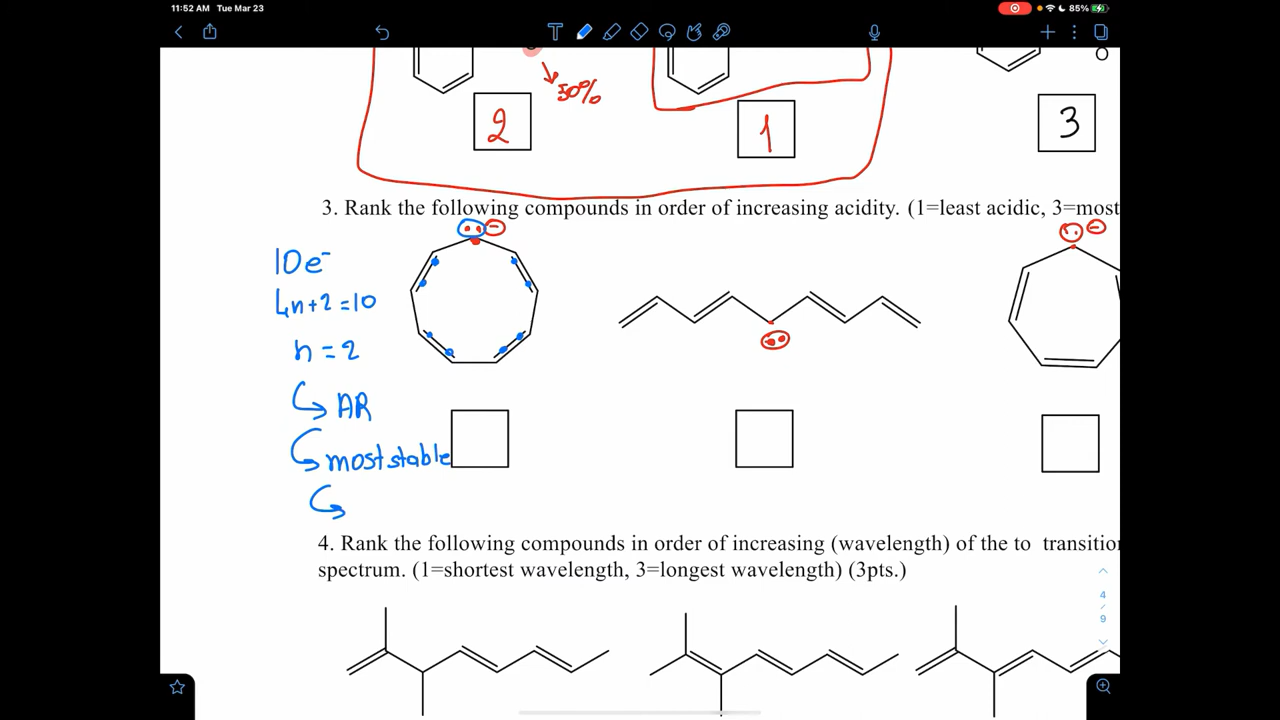 11:52 AM Tue Mar 23
85%
T
50%
2
1
3
3. Rank the following compounds in order of increasing acidity. (1=least acidic, 3=most
10e⁻
4n+2=10
n=2
AR
most stable
4. Rank the following compounds in order of increasing (wavelength) of the to transition
spectrum. (1=shortest wavelength, 3=longest wavelength) (3pts.)
4
/
9